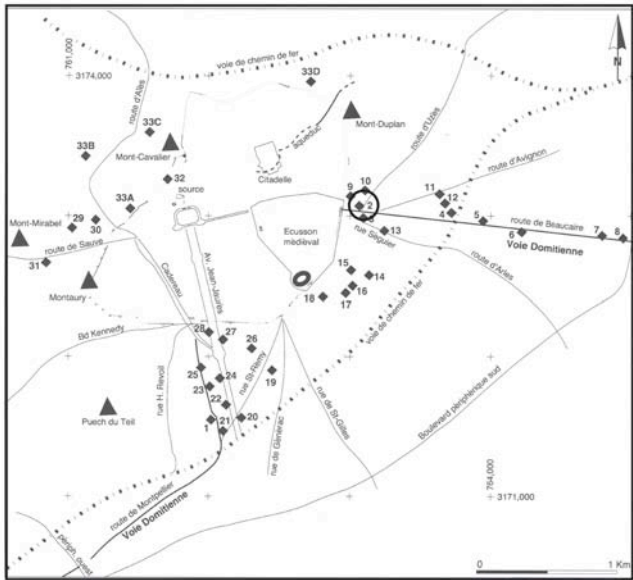 761,000
3174,000
voie de chemin de fer
N
route d'Alès
33D
33C
Mont-Duplan
route d'Uzès
33B
Mont-Cavalier
aqueduc
Citadelle
32
source
route d'Avignon
10
9
11
12
2
4
5
route de Beaucaire
7
8
6
Voie Domitienne
rue Séguier
13
33A
29
30
Mont-Mirabel
route de Sauve
31
Ecusson
médiéval
Cadereau
Av. Jean-Jaurès
route d'Arles
15
14
16
17
18
Montaury
voie de chemin de fer
Bd Kennedy
28
27
26
25
24
23
22
21
20
1
19
rue H. Revoil
rue St-Rémy
rue de Générac
rue de St-Gilles
Boulevard périphérique sud
Puech du Teil
route de Montpellier
Voie Domitienne
périph. ouest
764,000
3171,000
0
1 Km